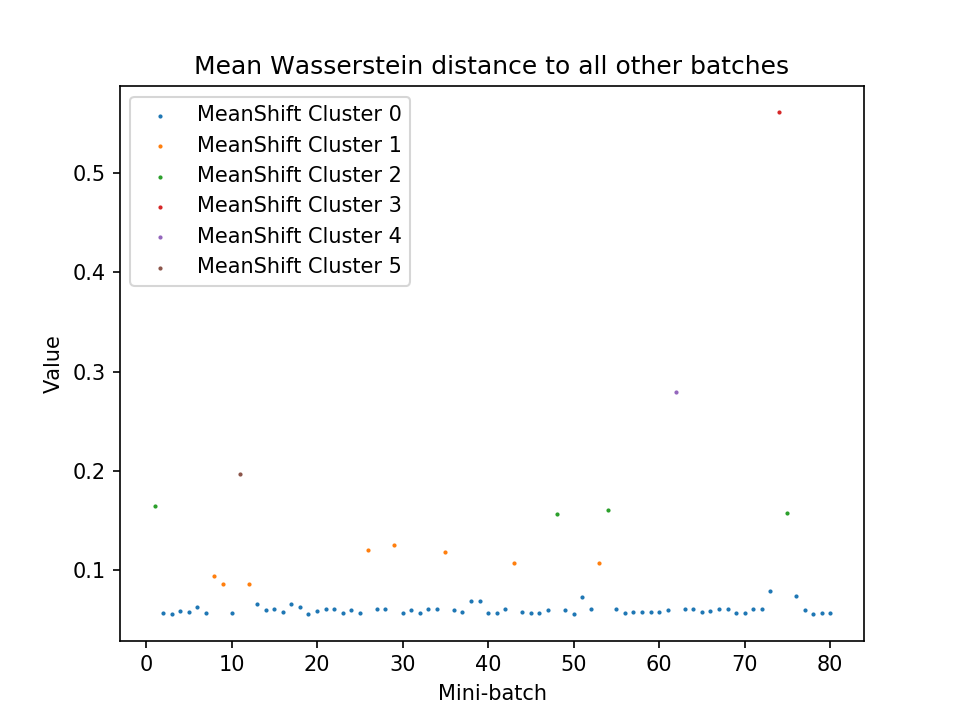 Mean Wasserstein distance to all other batches
MeanShift Cluster 0
MeanShift Cluster 1
MeanShift Cluster 2
MeanShift Cluster 3
MeanShift Cluster 4
MeanShift Cluster 5
0.5
0.4
0.3
0.2
0.1
Value
0 10 20 30 40 50 60 70 80
Mini-batch